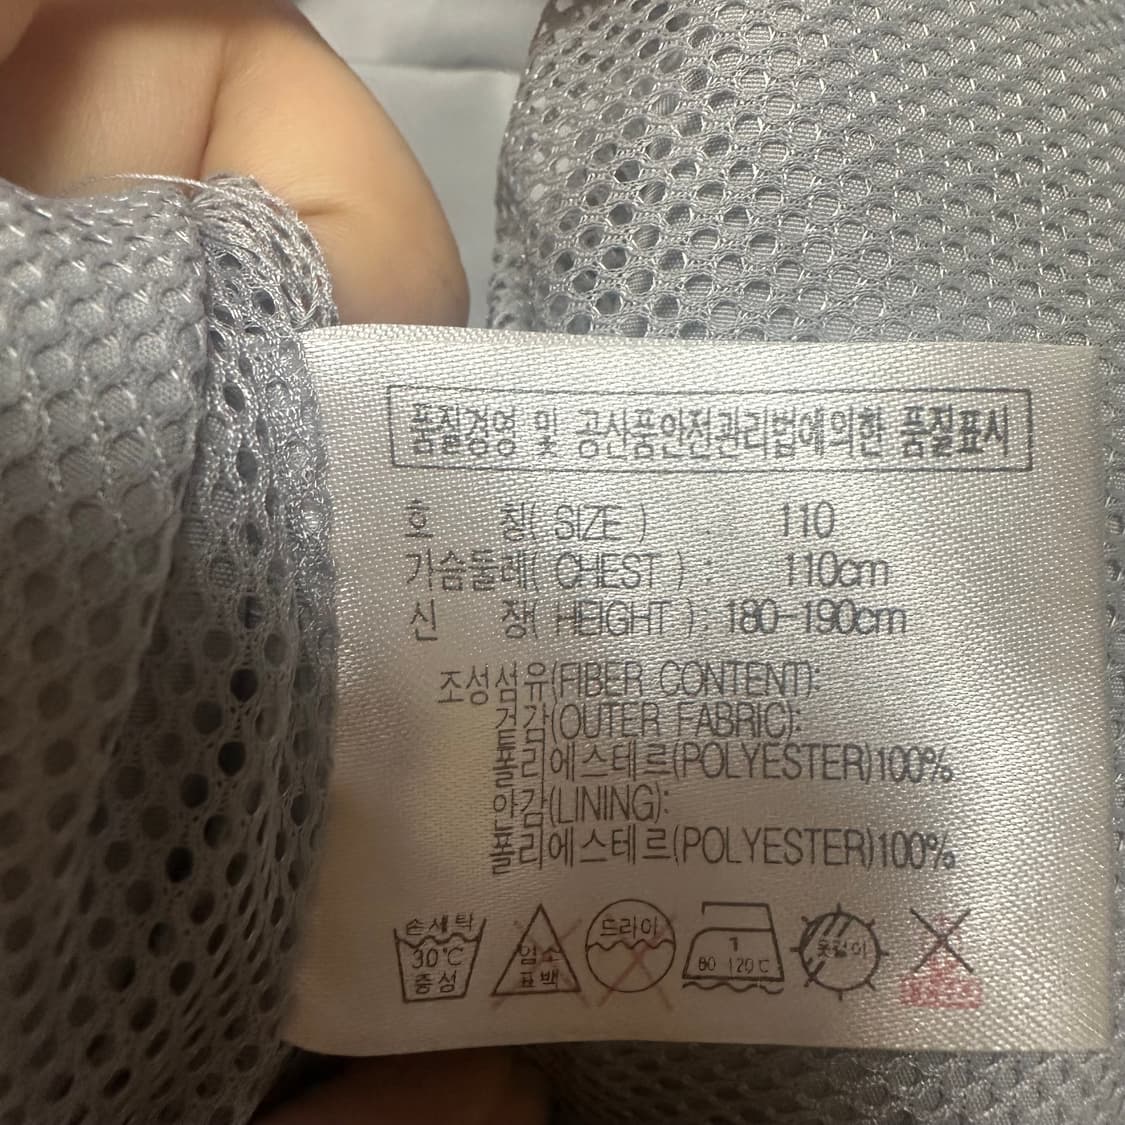 품질경영 및 공산품안전관리법에의한 품질표시
호 칭( SIZE ) : 110
가슴둘레( CHEST ) : 110cm
신 장( HEIGHT ): 180-190cm
조성섬유(FIBER CONTENT):
겉감(OUTER FABRIC):
폴리에스테르(POLYESTER)100%
안감(LINING):
폴리에스테르(POLYESTER)100%
손세탁 30℃ 중성
염소 표백
드라이
1 80-120℃
옷걸이